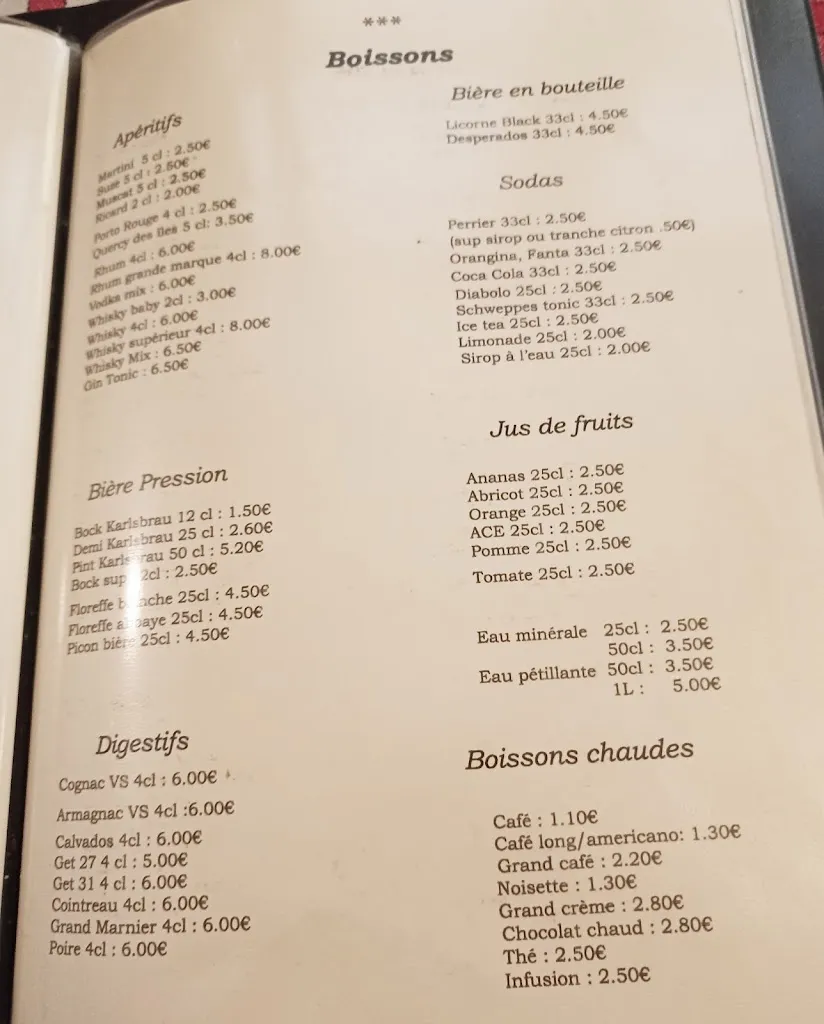 ***
Boissons
Apéritifs
Martini 5 cl : 2.50€
Suze 5 cl : 2.50€
Muscat 5 cl : 2.50€
Ricard 2 cl : 2.00€
Porto Rouge 4 cl : 2.50€
Quercy des Iles 5 cl: 3.50€
Rhum 4cl : 6.00€
Rhum grande marque 4cl : 8.00€
Vodka mix : 6.00€
Whisky baby 2cl : 3.00€
Whisky 4cl : 6.00€
Whisky supérieur 4cl : 8.00€
Whisky Mix : 6.50€
Gin Tonic : 6.50€
Bière Pression
Bock Karlsbrau 12 cl : 1.50€
Demi Karlsbrau 25 cl : 2.60€
Pint Karlsbrau 50 cl : 5.20€
Bock sup 2cl : 2.50€
Floreffe blanche 25cl : 4.50€
Floreffe abbaye 25cl : 4.50€
Picon bière 25cl : 4.50€
Digestifs
Cognac VS 4cl : 6.00€
Armagnac VS 4cl :6.00€
Calvados 4cl : 6.00€
Get 27 4 cl : 5.00€
Get 31 4 cl : 6.00€
Cointreau 4cl : 6.00€
Grand Marnier 4cl : 6.00€
Poire 4cl : 6.00€
Bière en bouteille
Licorne Black 33cl : 4.50€
Desperados 33cl : 4.50€
Sodas
Perrier 33cl : 2.50€
(sup sirop ou tranche citron .50€)
Orangina, Fanta 33cl : 2.50€
Coca Cola 33cl : 2.50€
Diabolo 25cl : 2.50€
Schweppes tonic 33cl : 2.50€
Ice tea 25cl : 2.50€
Limonade 25cl : 2.00€
Sirop à l'eau 25cl : 2.00€
Jus de fruits
Ananas 25cl : 2.50€
Abricot 25cl : 2.50€
Orange 25cl : 2.50€
ACE 25cl : 2.50€
Pomme 25cl : 2.50€
Tomate 25cl : 2.50€
Eau minérale 25cl : 2.50€
50cl : 3.50€
Eau pétillante 50cl : 3.50€
1L : 5.00€
Boissons chaudes
Café : 1.10€
Café long/americano: 1.30€
Grand café : 2.20€
Noisette : 1.30€
Grand crème : 2.80€
Chocolat chaud : 2.80€
Thé : 2.50€
Infusion : 2.50€